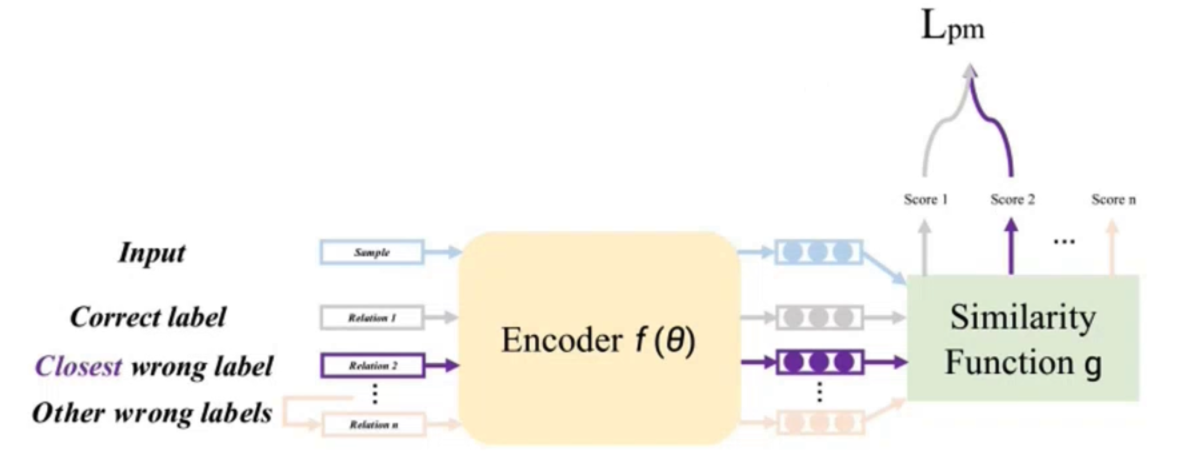 Lpm
Score 1 Score 2 ... Score n
Input Sample
Correct label Relation 1
Closest wrong label Relation 2
Other wrong labels Relation n
Encoder f (θ)
Similarity
Function g